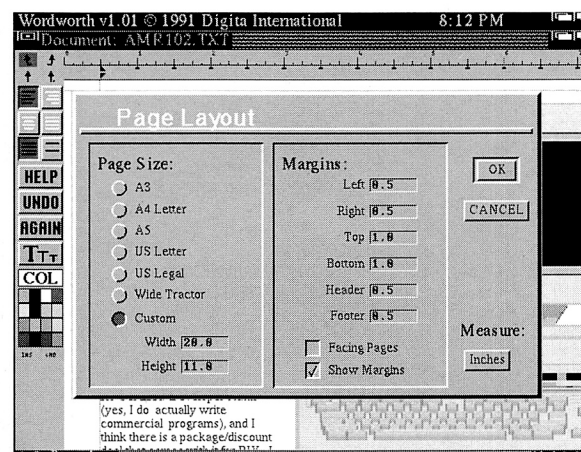 Wordworth v1.01 © 1991 Digita International 8:12 PM
Document: AMR102.TXT
Page Layout
Page Size:
A3
A4 Letter
A5
US Letter
US Legal
Wide Tractor
Custom
Width 20.0
Height 11.0
Margins:
Left 0.5
Right 0.5
Top 1.0
Bottom 1.0
Header 0.5
Footer 0.5
Facing Pages
Show Margins
OK
CANCEL
Measure:
Inches
HELP
UNDO
AGAIN
TTT
COL
INS
(yes, I do actually write
commercial programs), and I
think there is a package/discount